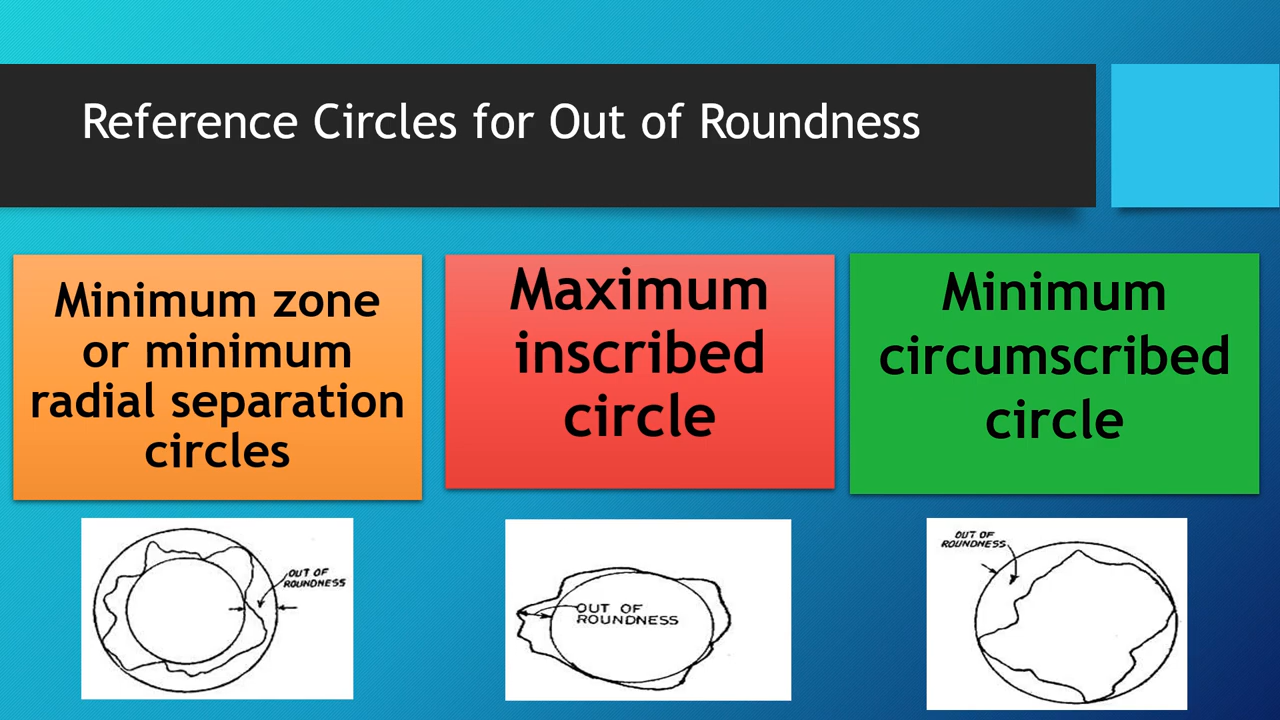 Reference Circles for Out of Roundness
Minimum zone
or minimum
radial separation
circles
Maximum
inscribed
circle
Minimum
circumscribed
circle
OUT OF
ROUNDNESS
OUT OF
ROUNDNESS
OUT OF
ROUNDNESS